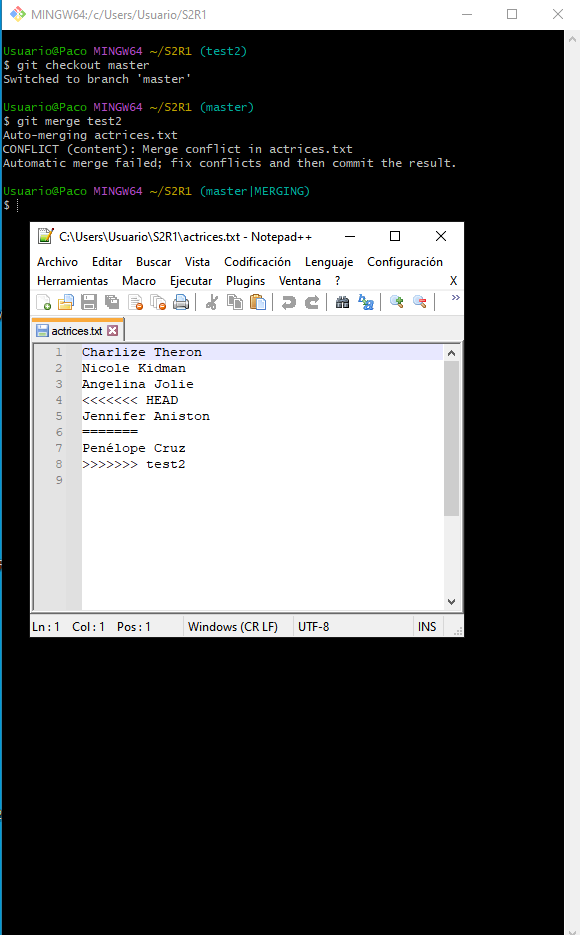 MINGW64:/c/Users/Usuario/S2R1
Usuario@Paco MINGW64 ~/S2R1 (test2)
$ git checkout master
Switched to branch 'master'
Usuario@Paco MINGW64 ~/S2R1 (master)
$ git merge test2
Auto-merging actrices.txt
CONFLICT (content): Merge conflict in actrices.txt
Automatic merge failed; fix conflicts and then commit the result.
Usuario@Paco MINGW64 ~/S2R1 (master|MERGING)
$
C:\Users\Usuario\S2R1\actrices.txt - Notepad++
Archivo Editar Buscar Vista Codificación Lenguaje Configuración
Herramientas Macro Ejecutar Plugins Ventana ? X
actrices.txt
1 Charlize Theron
2 Nicole Kidman
3 Angelina Jolie
4 <<<<<<< HEAD
5 Jennifer Aniston
6 =======
7 Penélope Cruz
8 >>>>>>> test2
9
Ln : 1 Col : 1 Pos : 1 Windows (CR LF) UTF-8 INS